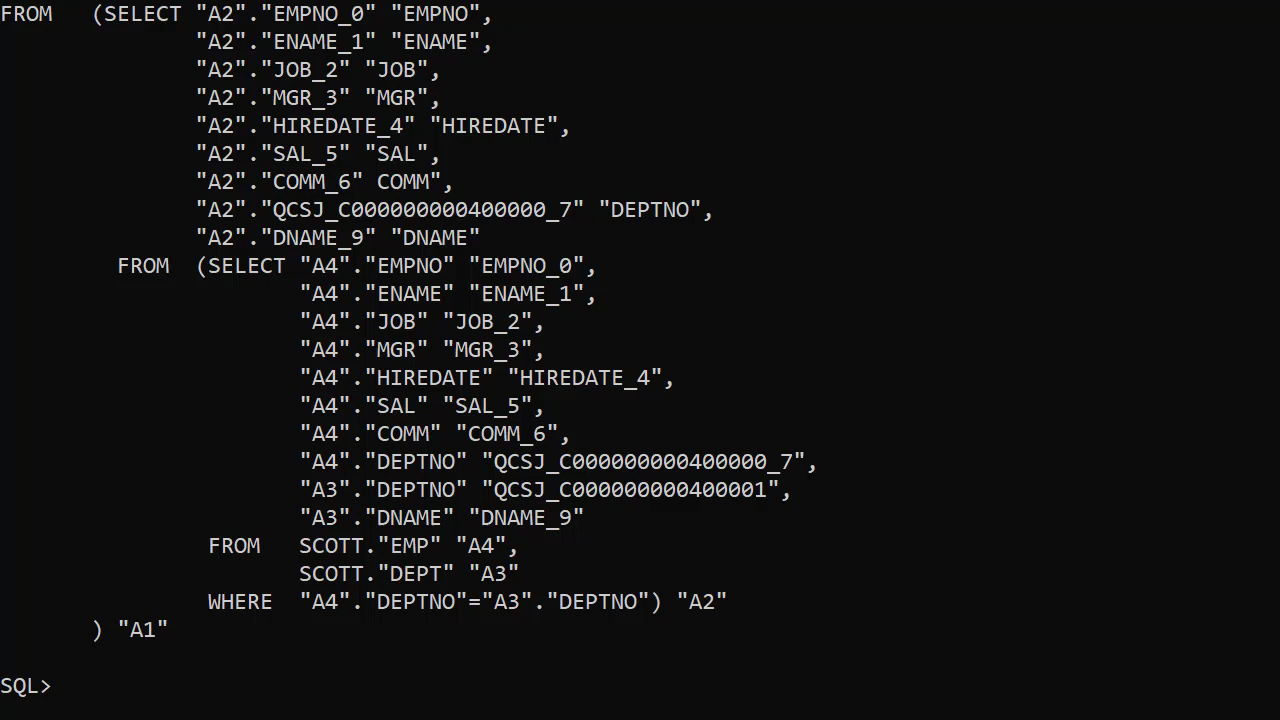 FROM   (SELECT "A2"."EMPNO_0" "EMPNO",
               "A2"."ENAME_1" "ENAME",
               "A2"."JOB_2" "JOB",
               "A2"."MGR_3" "MGR",
               "A2"."HIREDATE_4" "HIREDATE",
               "A2"."SAL_5" "SAL",
               "A2"."COMM_6" COMM",
               "A2"."QCSJ_C000000000400000_7" "DEPTNO",
               "A2"."DNAME_9" "DNAME"
         FROM  (SELECT "A4"."EMPNO" "EMPNO_0",
                       "A4"."ENAME" "ENAME_1",
                       "A4"."JOB" "JOB_2",
                       "A4"."MGR" "MGR_3",
                       "A4"."HIREDATE" "HIREDATE_4",
                       "A4"."SAL" "SAL_5",
                       "A4"."COMM" "COMM_6",
                       "A4"."DEPTNO" "QCSJ_C000000000400000_7",
                       "A3"."DEPTNO" "QCSJ_C000000000400001",
                       "A3"."DNAME" "DNAME_9"
                FROM   SCOTT."EMP" "A4",
                       SCOTT."DEPT" "A3"
                WHERE  "A4"."DEPTNO"="A3"."DEPTNO") "A2"
       ) "A1"
SQL>